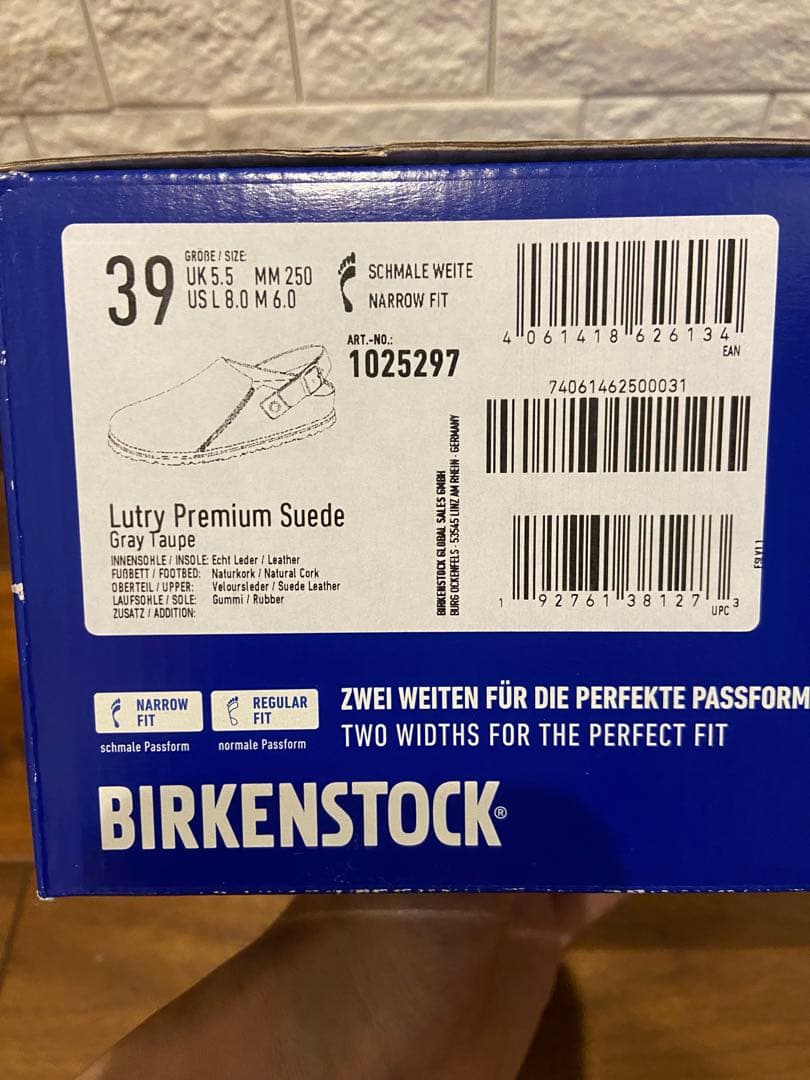 39
GRÖßE / SIZE:
UK 5.5 MM 250
US L 8.0 M 6.0
SCHMALE WEITE
NARROW FIT
ART.-NO.:
1025297
4 061418 626134
EAN
74061462500031
Lutry Premium Suede
Gray Taupe
INNENSOHLE / INSOLE: Echt Leder / Leather
FUßBETT / FOOTBED: Naturkork / Natural Cork
OBERTEIL / UPPER: Veloursleder / Suede Leather
LAUFSOHLE / SOLE: Gummi / Rubber
ZUSATZ / ADDITION:
BIRKENSTOCK GLOBAL SALES GMBH
BURG OCKENFELS · 53545 LINZ AM RHEIN · GERMANY
1 92761 38127 3
UPC
NARROW FIT
schmale Passform
REGULAR FIT
normale Passform
ZWEI WEITEN FÜR DIE PERFEKTE PASSFORM
TWO WIDTHS FOR THE PERFECT FIT
BIRKENSTOCK®